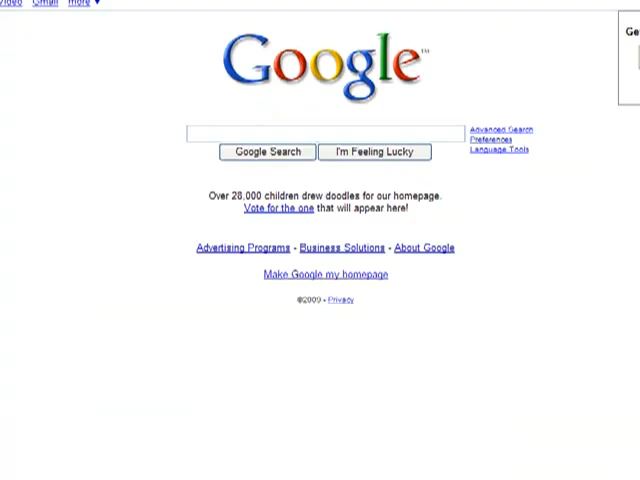 Video Gmail more ▼
Ge
Google™
Advanced Search
Preferences
Language Tools
Google Search I'm Feeling Lucky
Over 28,000 children drew doodles for our homepage.
Vote for the one that will appear here!
Advertising Programs - Business Solutions - About Google
Make Google my homepage
©2009 - Privacy